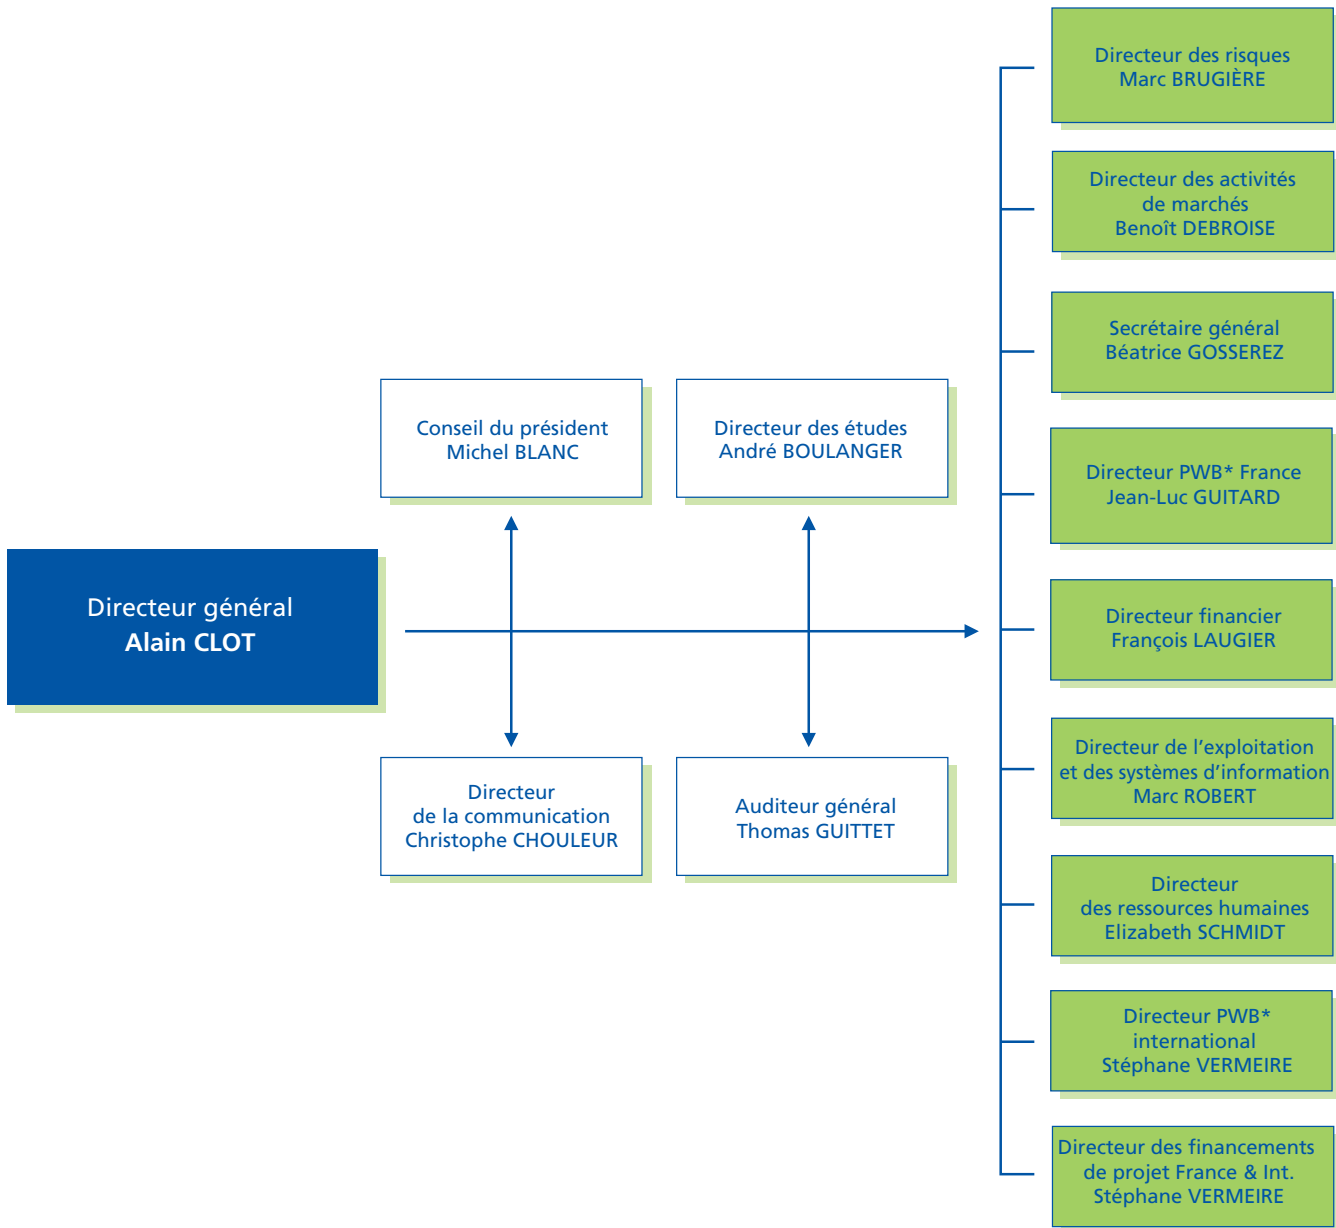 Directeur général
Alain CLOT
Conseil du président
Michel BLANC
Directeur des études
André BOULANGER
Directeur
de la communication
Christophe CHOULEUR
Auditeur général
Thomas GUITTET
Directeur des risques
Marc BRUGIÈRE
Directeur des activités
de marchés
Benoît DEBROISE
Secrétaire général
Béatrice GOSSEREZ
Directeur PWB* France
Jean-Luc GUITARD
Directeur financier
François LAUGIER
Directeur de l’exploitation
et des systèmes d’information
Marc ROBERT
Directeur
des ressources humaines
Elizabeth SCHMIDT
Directeur PWB*
international
Stéphane VERMEIRE
Directeur des financements
de projet France & Int.
Stéphane VERMEIRE